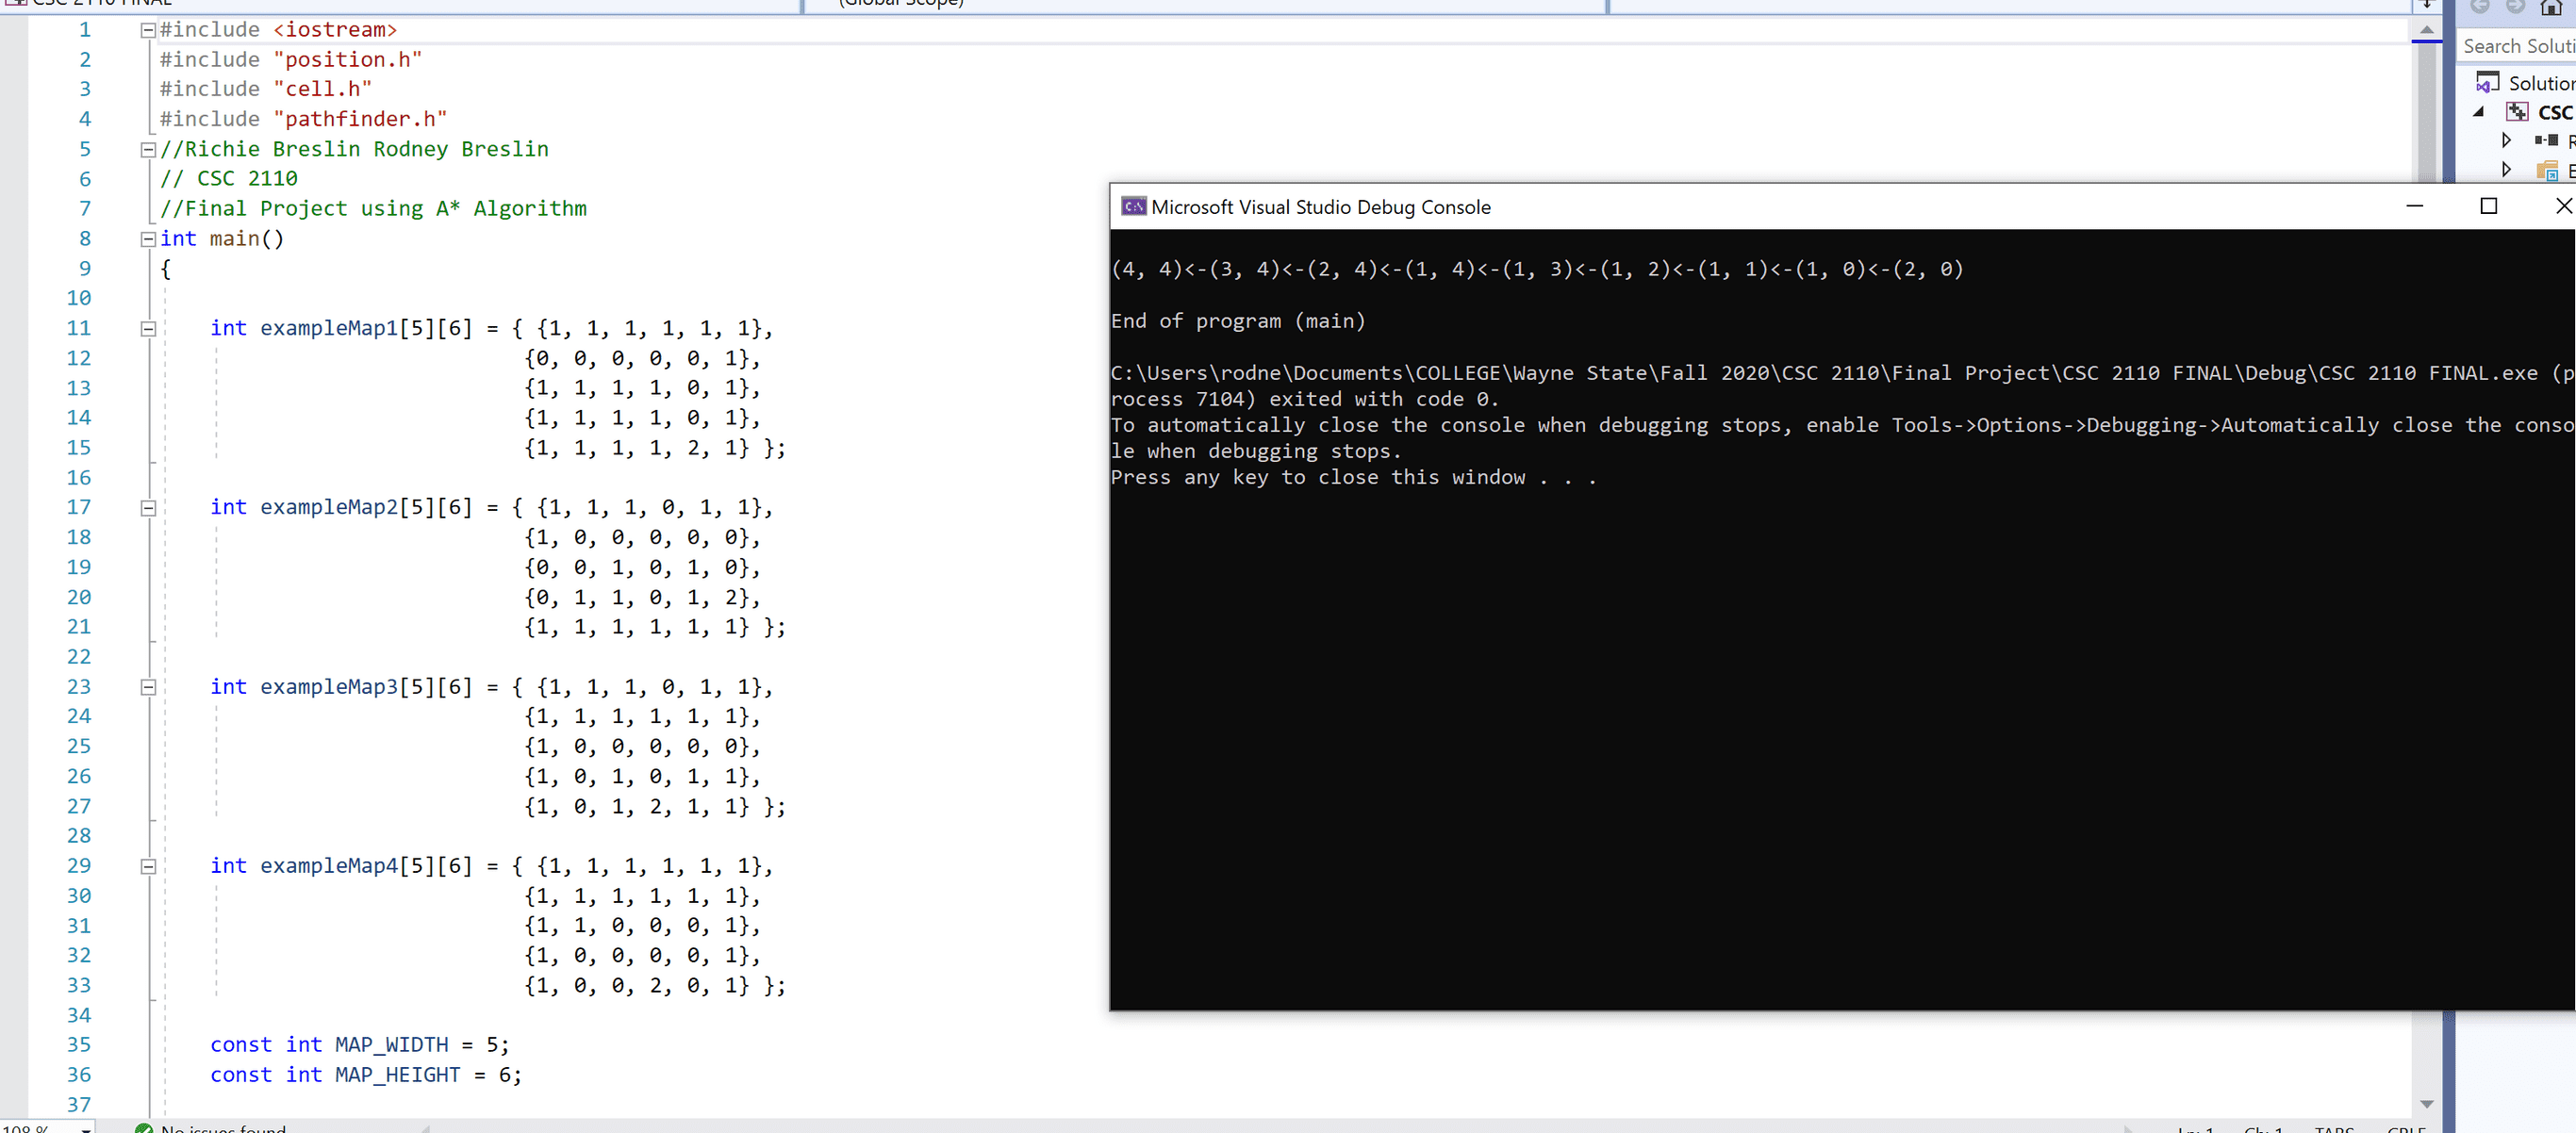 CSC 2110 FINAL
(Global Scope)
1 #include <iostream>
2 #include "position.h"
3 #include "cell.h"
4 #include "pathfinder.h"
5 //Richie Breslin Rodney Breslin
6 // CSC 2110
7 //Final Project using A* Algorithm
8 int main()
9 {
10
11 int exampleMap1[5][6] = { {1, 1, 1, 1, 1, 1},
12 {0, 0, 0, 0, 0, 1},
13 {1, 1, 1, 1, 0, 1},
14 {1, 1, 1, 1, 0, 1},
15 {1, 1, 1, 1, 2, 1} };
16
17 int exampleMap2[5][6] = { {1, 1, 1, 0, 1, 1},
18 {1, 0, 0, 0, 0, 0},
19 {0, 0, 1, 0, 1, 0},
20 {0, 1, 1, 0, 1, 2},
21 {1, 1, 1, 1, 1, 1} };
22
23 int exampleMap3[5][6] = { {1, 1, 1, 0, 1, 1},
24 {1, 1, 1, 1, 1, 1},
25 {1, 0, 0, 0, 0, 0},
26 {1, 0, 1, 0, 1, 1},
27 {1, 0, 1, 2, 1, 1} };
28
29 int exampleMap4[5][6] = { {1, 1, 1, 1, 1, 1},
30 {1, 1, 1, 1, 1, 1},
31 {1, 1, 0, 0, 0, 1},
32 {1, 0, 0, 0, 0, 1},
33 {1, 0, 0, 2, 0, 1} };
34
35 const int MAP_WIDTH = 5;
36 const int MAP_HEIGHT = 6;
37
108 %
No issues found
Ln: 1 Ch: 1 TABS CRLF
Microsoft Visual Studio Debug Console
(4, 4)<-(3, 4)<-(2, 4)<-(1, 4)<-(1, 3)<-(1, 2)<-(1, 1)<-(1, 0)<-(2, 0)
End of program (main)
C:\Users\rodne\Documents\COLLEGE\Wayne State\Fall 2020\CSC 2110\Final Project\CSC 2110 FINAL\Debug\CSC 2110 FINAL.exe (p
rocess 7104) exited with code 0.
To automatically close the console when debugging stops, enable Tools->Options->Debugging->Automatically close the conso
le when debugging stops.
Press any key to close this window . . .
Search Soluti
Solution
CSC
R
E